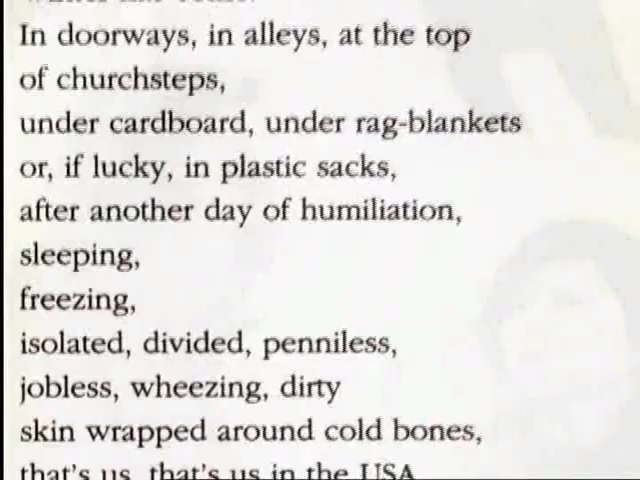 In doorways, in alleys, at the top
of churchsteps,
under cardboard, under rag-blankets
or, if lucky, in plastic sacks,
after another day of humiliation,
sleeping,
freezing,
isolated, divided, penniless,
jobless, wheezing, dirty
skin wrapped around cold bones,
that's us, that's us in the USA